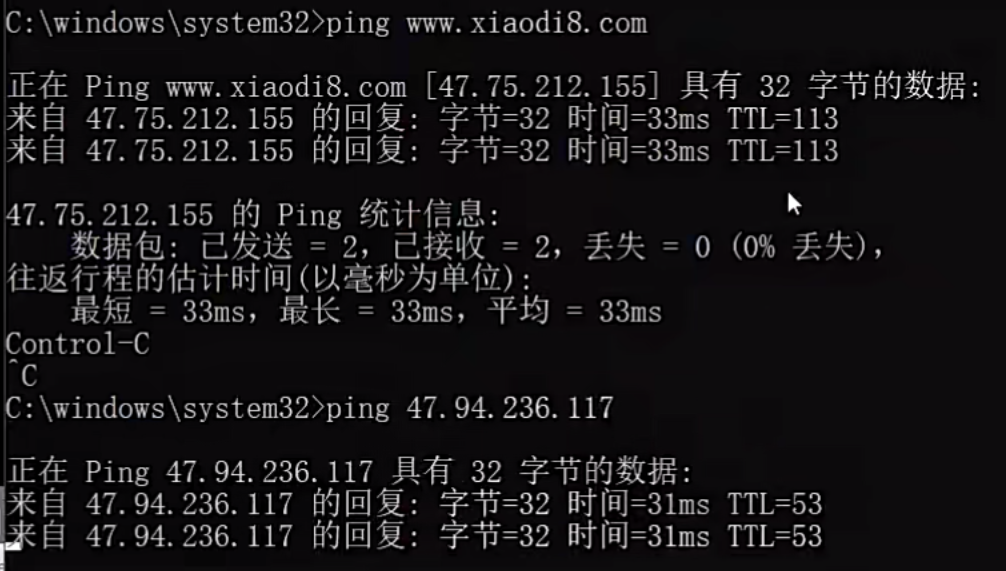 C:\windows\system32>ping www.xiaodi8.com
正在 Ping www.xiaodi8.com [47.75.212.155] 具有 32 字节的数据:
来自 47.75.212.155 的回复: 字节=32 时间=33ms TTL=113
来自 47.75.212.155 的回复: 字节=32 时间=33ms TTL=113
47.75.212.155 的 Ping 统计信息:
数据包: 已发送 = 2，已接收 = 2，丢失 = 0 (0% 丢失)，
往返行程的估计时间(以毫秒为单位):
最短 = 33ms，最长 = 33ms，平均 = 33ms
Control-C
^C
C:\windows\system32>ping 47.94.236.117
正在 Ping 47.94.236.117 具有 32 字节的数据:
来自 47.94.236.117 的回复: 字节=32 时间=31ms TTL=53
来自 47.94.236.117 的回复: 字节=32 时间=31ms TTL=53